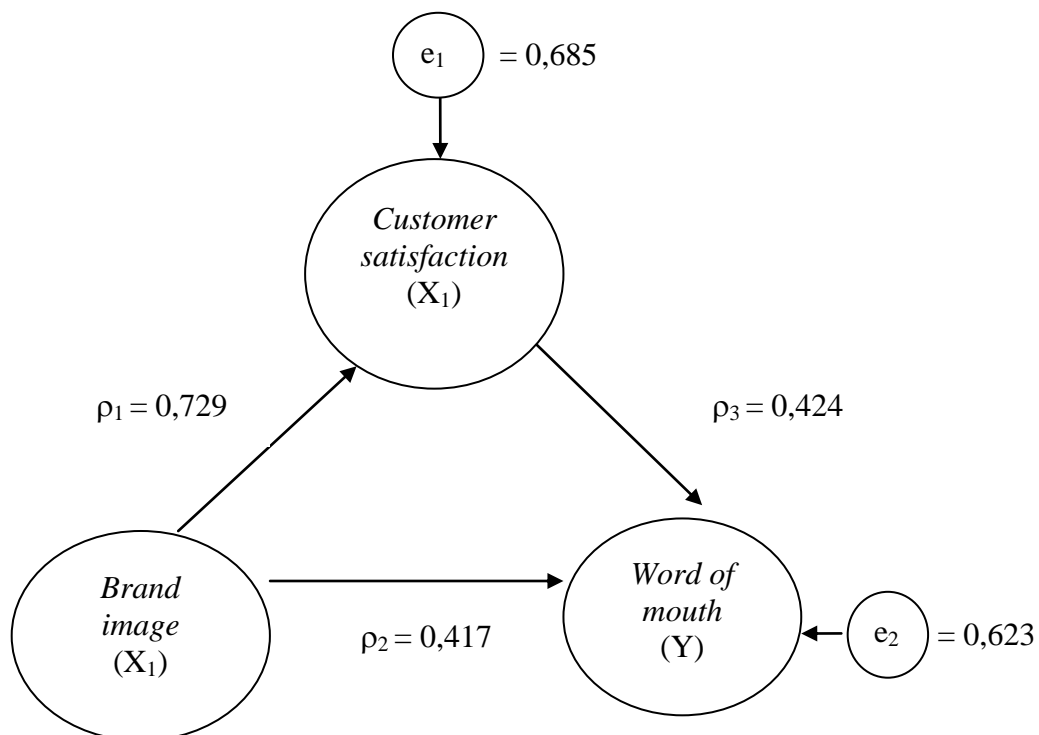 e₁ = 0,685
Customer
satisfaction
(X₁)
ρ₁ = 0,729
ρ₃ = 0,424
Brand
image
(X₁)
ρ₂ = 0,417
Word of
mouth
(Y)
e₂ = 0,623